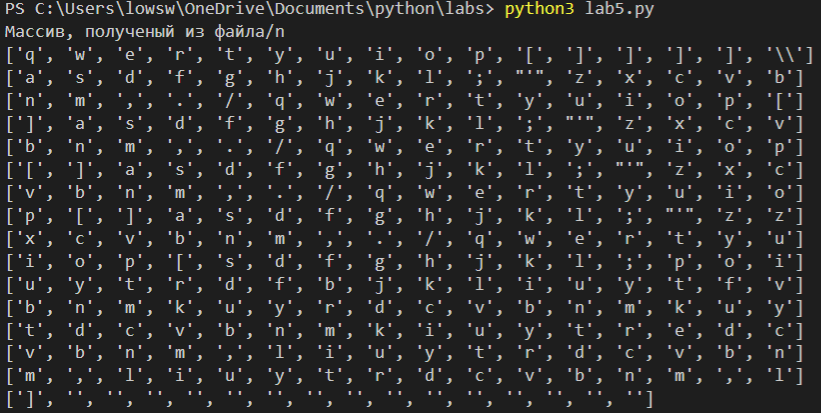 PS C:\Users\lowsw\OneDrive\Documents\python\labs> python3 lab5.py
Массив, полученый из файла/n
['q', 'w', 'e', 'r', 't', 'y', 'u', 'i', 'o', 'p', '[', ']', ']', ']', ']', '\\']
['a', 's', 'd', 'f', 'g', 'h', 'j', 'k', 'l', ';', "'", 'z', 'x', 'c', 'v', 'b']
['n', 'm', ',', '.', '/', 'q', 'w', 'e', 'r', 't', 'y', 'u', 'i', 'o', 'p', '[']
[']', 'a', 's', 'd', 'f', 'g', 'h', 'j', 'k', 'l', ';', "'", 'z', 'x', 'c', 'v']
['b', 'n', 'm', ',', '.', '/', 'q', 'w', 'e', 'r', 't', 'y', 'u', 'i', 'o', 'p']
['[', ']', 'a', 's', 'd', 'f', 'g', 'h', 'j', 'k', 'l', ';', "'", 'z', 'x', 'c']
['v', 'b', 'n', 'm', ',', '.', '/', 'q', 'w', 'e', 'r', 't', 'y', 'u', 'i', 'o']
['p', '[', ']', 'a', 's', 'd', 'f', 'g', 'h', 'j', 'k', 'l', ';', "'", 'z', 'z']
['x', 'c', 'v', 'b', 'n', 'm', ',', '.', '/', 'q', 'w', 'e', 'r', 't', 'y', 'u']
['i', 'o', 'p', '[', 's', 'd', 'f', 'g', 'h', 'j', 'k', 'l', ';', 'p', 'o', 'i']
['u', 'y', 't', 'r', 'd', 'f', 'b', 'j', 'k', 'l', 'i', 'u', 'y', 't', 'f', 'v']
['b', 'n', 'm', 'k', 'u', 'y', 'r', 'd', 'c', 'v', 'b', 'n', 'm', 'k', 'u', 'y']
['t', 'd', 'c', 'v', 'b', 'n', 'm', 'k', 'i', 'u', 'y', 't', 'r', 'e', 'd', 'c']
['v', 'b', 'n', 'm', ',', 'l', 'i', 'u', 'y', 't', 'r', 'd', 'c', 'v', 'b', 'n']
['m', ',', 'l', 'i', 'u', 'y', 't', 'r', 'd', 'c', 'v', 'b', 'n', 'm', ',', 'l']
[']', '', '', '', '', '', '', '', '', '', '', '', '', '', '', '']